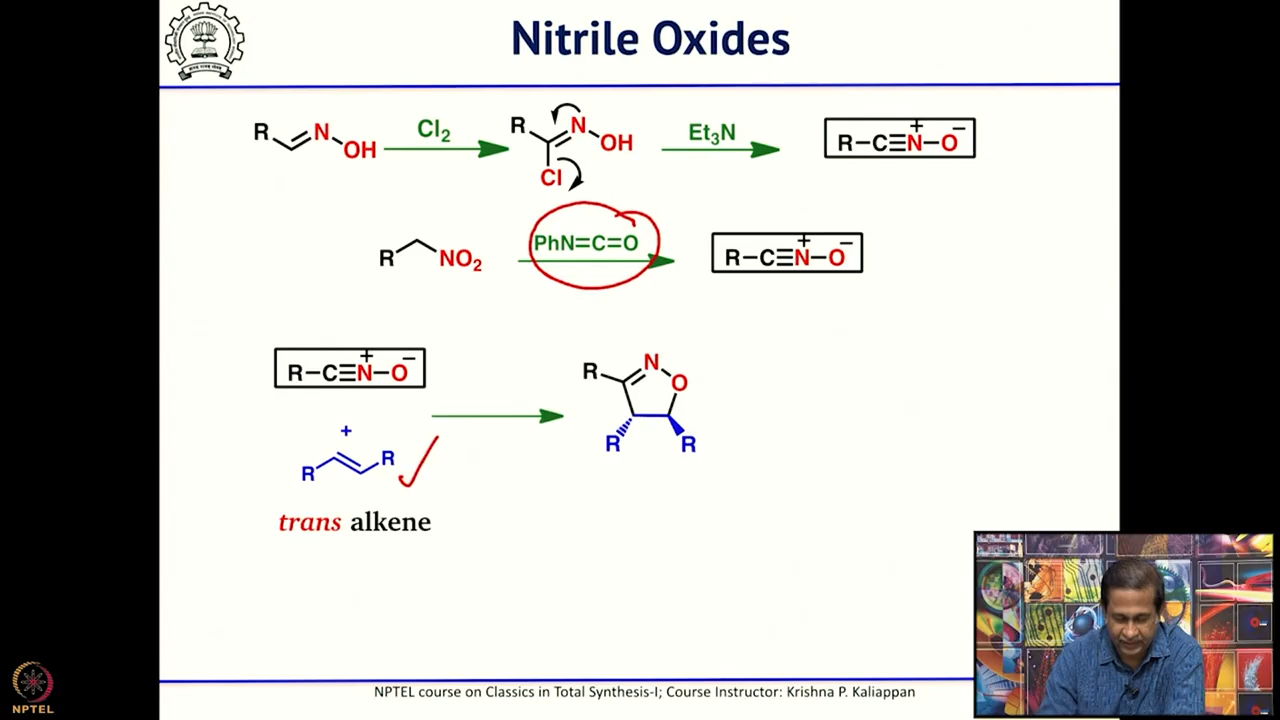 Nitrile Oxides
R N OH Cl₂ R N OH Cl Et₃N R–C≡N⁺–O⁻
R NO₂ PhN=C=O R–C≡N⁺–O⁻
R–C≡N⁺–O⁻ R N O R R
+
R R
trans alkene
NPTEL course on Classics in Total Synthesis-I; Course Instructor: Krishna P. Kaliappan
NPTEL